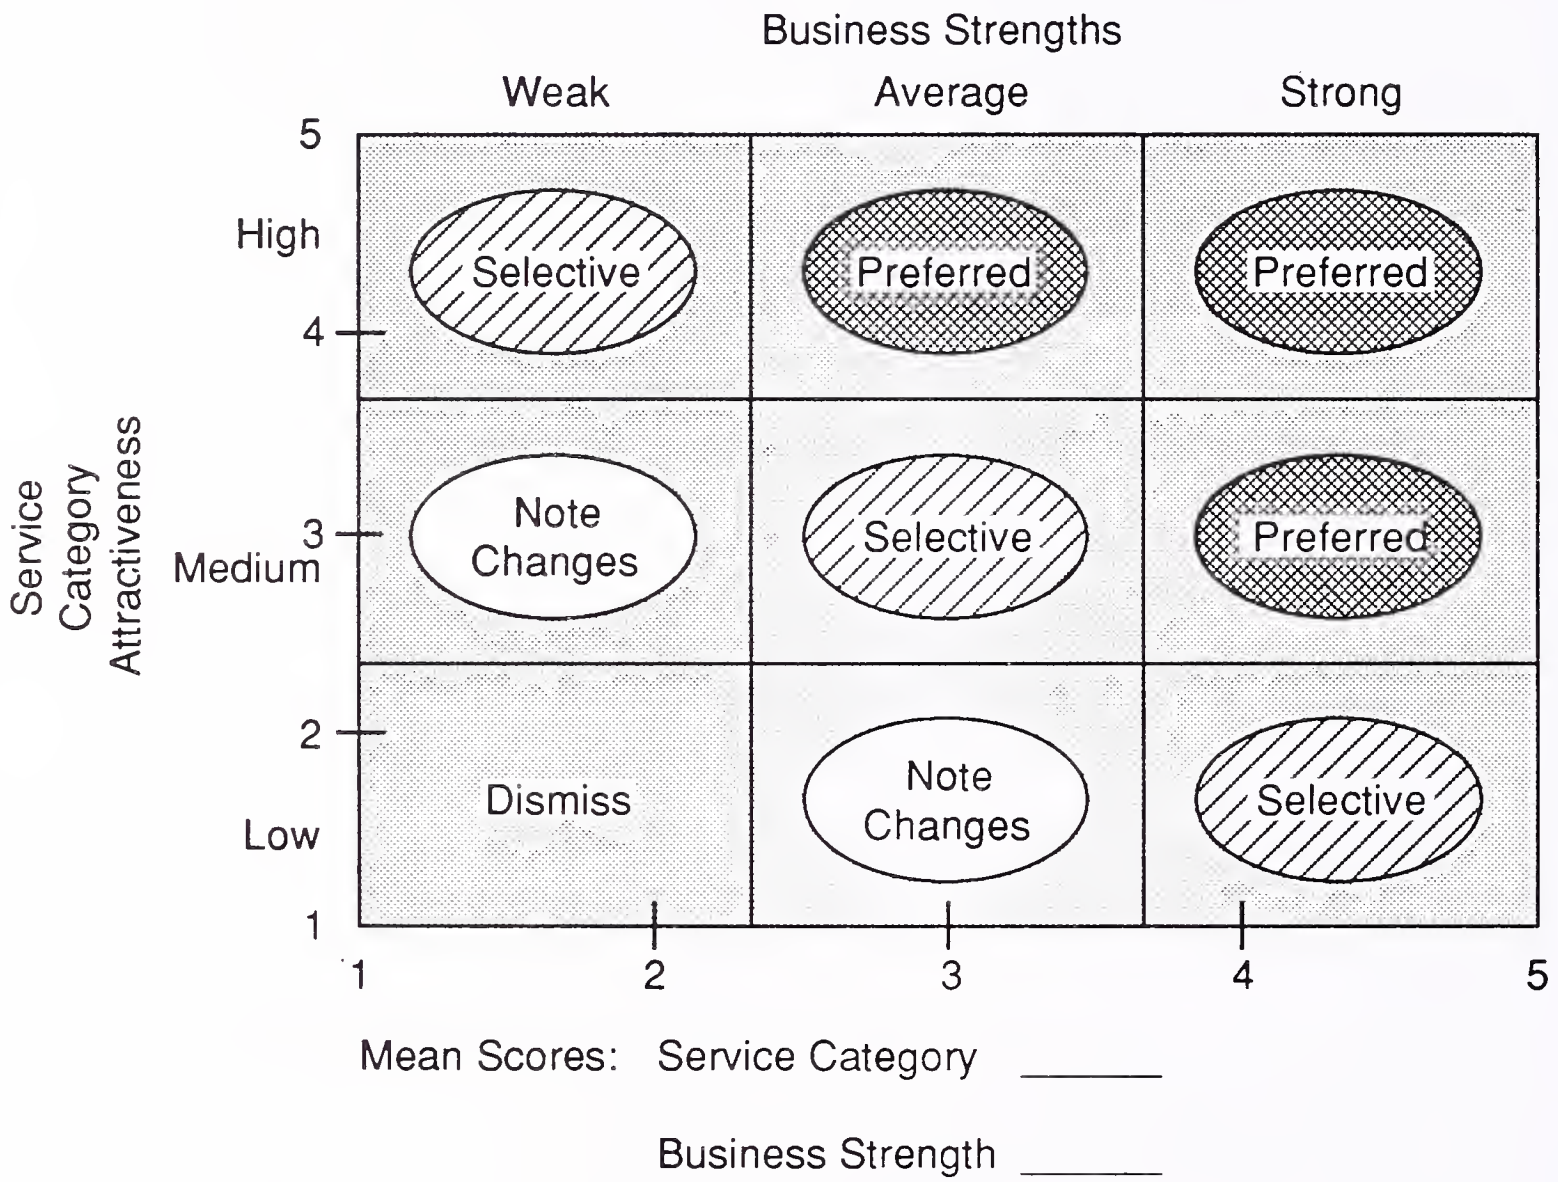 Business Strengths
Weak Average Strong
5
High
Selective Preferred Preferred
4
Service
Category
Attractiveness
3
Medium
Note
Changes
Selective Preferred
2
Low
Dismiss
Note
Changes
Selective
1
1 2 3 4 5
Mean Scores: Service Category ______
Business Strength ______